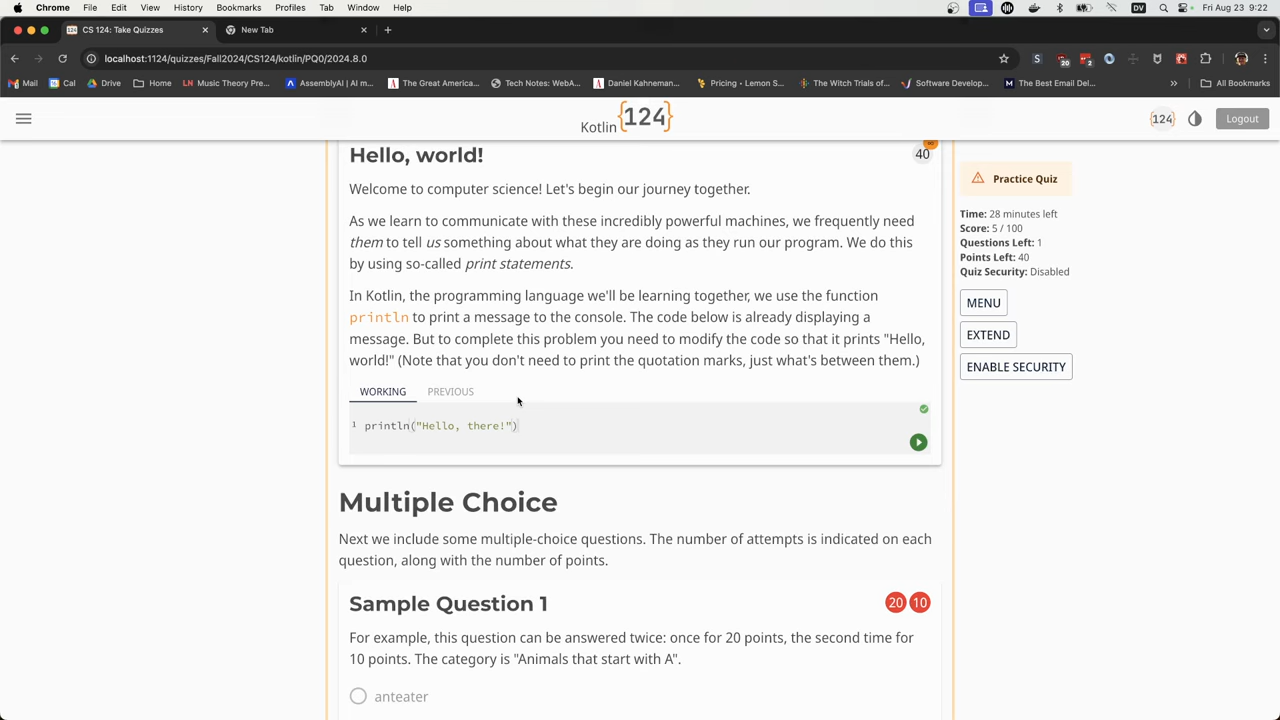 Chrome File Edit View History Bookmarks Profiles Tab Window Help DV Fri Aug 23 9:22
CS 124: Take Quizzes New Tab
localhost:1124/quizzes/Fall2024/CS124/kotlin/PQ0/2024.8.0
Mail Cal Drive Home Music Theory Pre... AssemblyAI | AI m... The Great America... Tech Notes: WebA... Daniel Kahneman... Pricing • Lemon S... The Witch Trials of... Software Develop... The Best Email Del... » All Bookmarks
Kotlin {124} {124} Logout
Hello, world! 40
Welcome to computer science! Let's begin our journey together.
As we learn to communicate with these incredibly powerful machines, we frequently need
them to tell us something about what they are doing as they run our program. We do this
by using so-called print statements.
In Kotlin, the programming language we'll be learning together, we use the function
println to print a message to the console. The code below is already displaying a
message. But to complete this problem you need to modify the code so that it prints "Hello,
world!" (Note that you don't need to print the quotation marks, just what's between them.)
WORKING PREVIOUS
1 println("Hello, there!")
Multiple Choice
Next we include some multiple-choice questions. The number of attempts is indicated on each
question, along with the number of points.
Sample Question 1 20 10
For example, this question can be answered twice: once for 20 points, the second time for
10 points. The category is "Animals that start with A".
anteater
Practice Quiz
Time: 28 minutes left
Score: 5 / 100
Questions Left: 1
Points Left: 40
Quiz Security: Disabled
MENU
EXTEND
ENABLE SECURITY